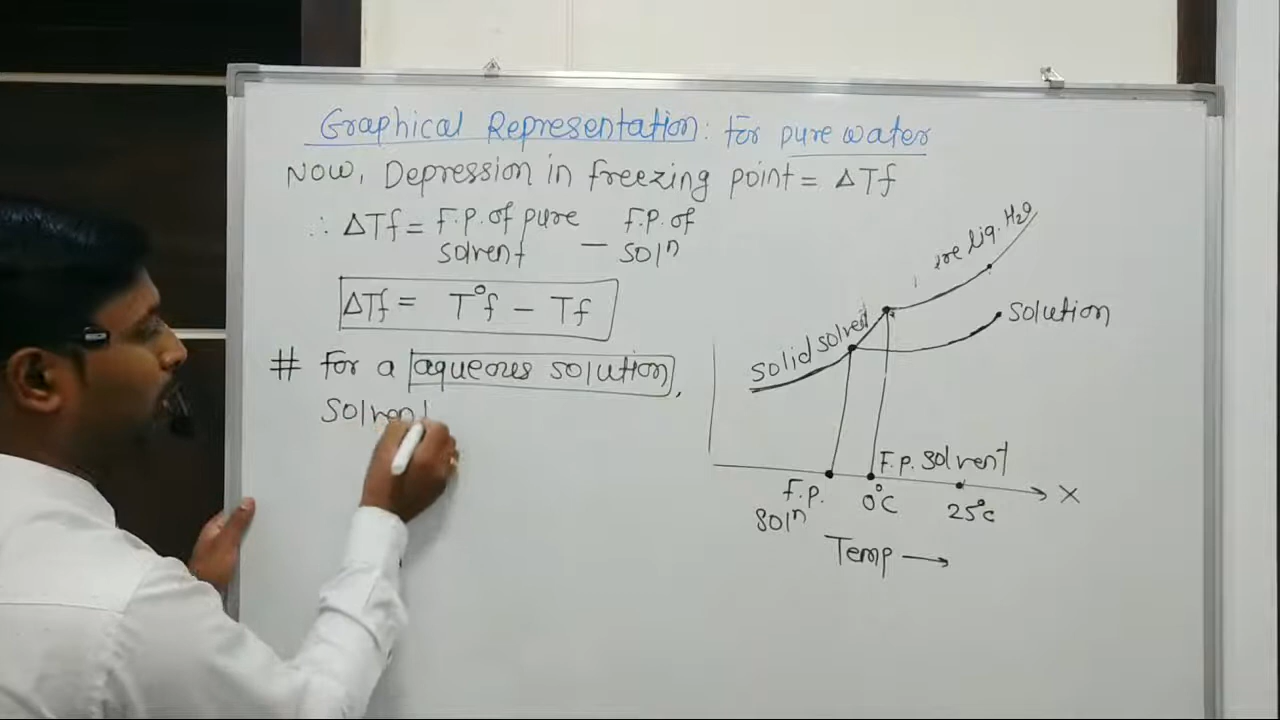 Graphical Representation: For pure water
Now, Depression in freezing point = ΔTf
∴ ΔTf = F.P. of pure solvent – F.P. of solⁿ
ΔTf = T°f – Tf
# For a aqueous solution,
solvent
ure liq. H2O
solid solvent
solution
F.p. solvent
F.p. solⁿ
0°C
25°C
X
Temp →